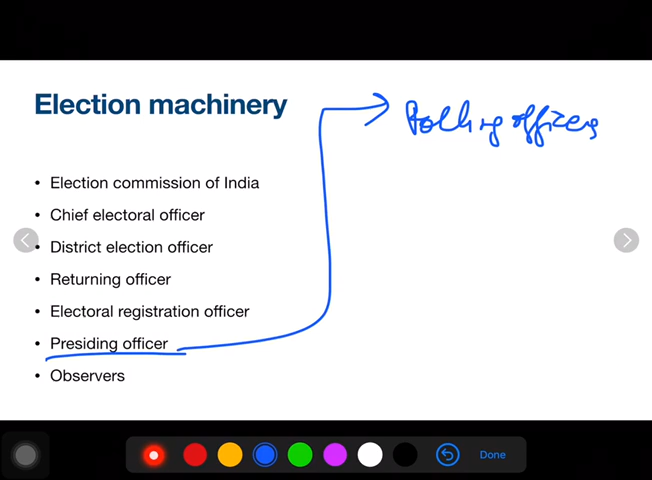 Election machinery
Polling officers
• Election commission of India
• Chief electoral officer
• District election officer
• Returning officer
• Electoral registration officer
• Presiding officer
• Observers
Done